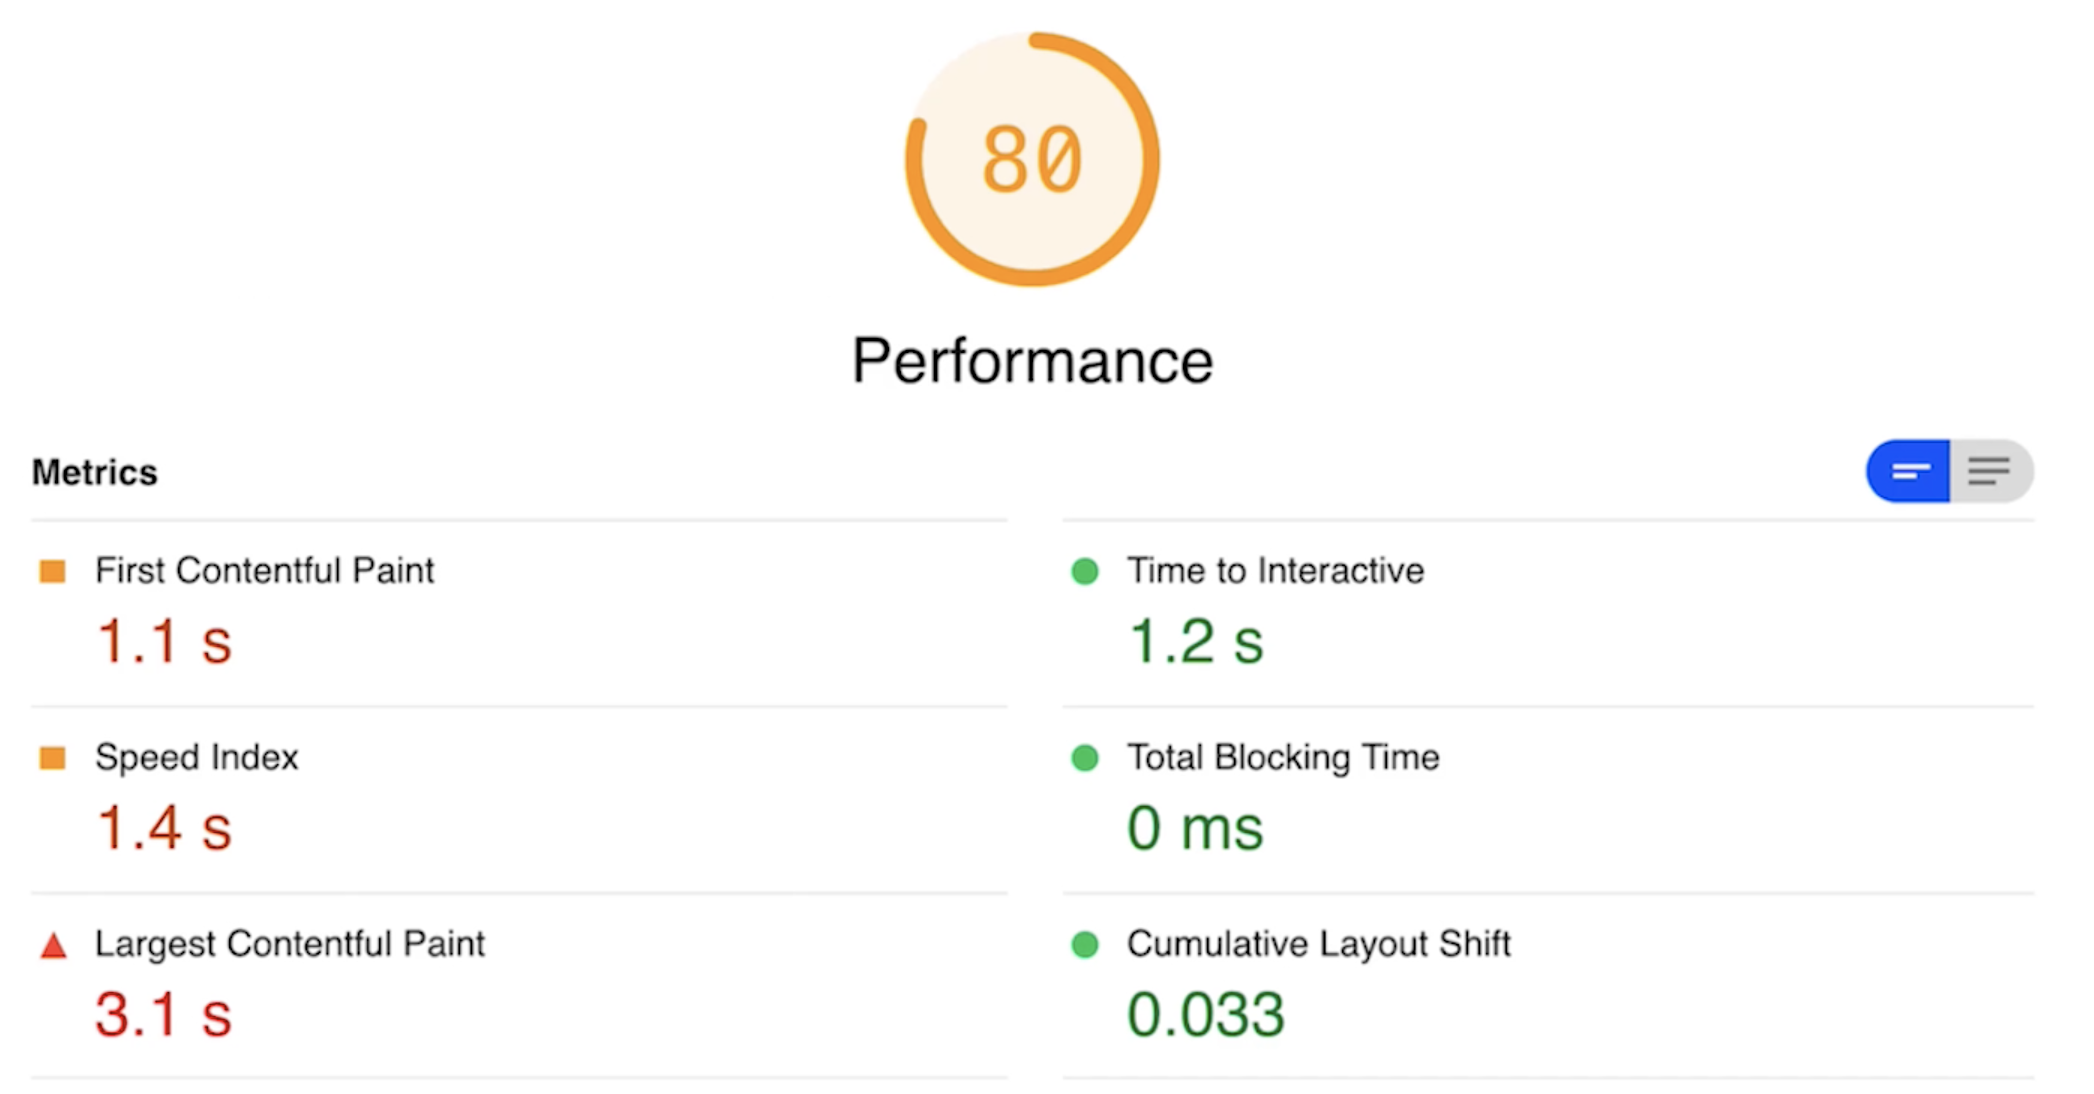 80
Performance
Metrics
First Contentful Paint
1.1 s
Time to Interactive
1.2 s
Speed Index
1.4 s
Total Blocking Time
0 ms
Largest Contentful Paint
3.1 s
Cumulative Layout Shift
0.033